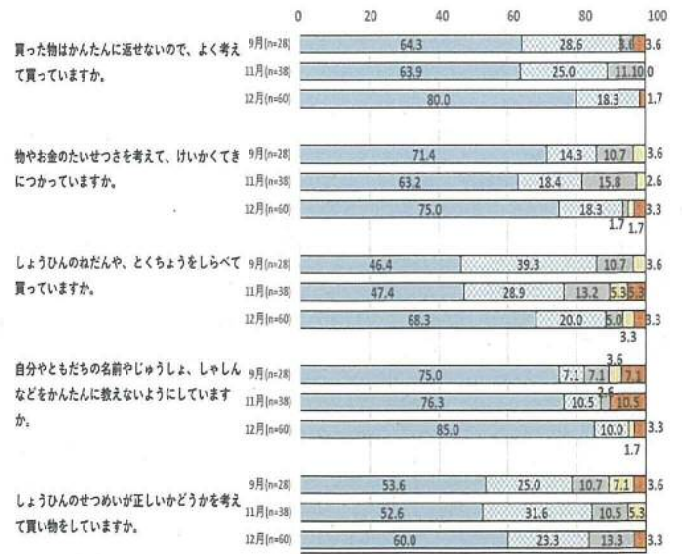 0 20 40 60 80 100
買った物はかんたんに返せないので、よく考え
て買っていますか。
9月(n=28) 64.3 28.6 3.6 3.6
11月(n=38) 63.9 25.0 11.1 0 0
12月(n=60) 80.0 18.3 1.7
物やお金のたいせつさを考えて、けいかくてき
につかっていますか。
9月(n=28) 71.4 14.3 10.7 3.6
11月(n=38) 63.2 18.4 15.8 2.6
12月(n=60) 75.0 18.3 3.3
1.7 1.7
しょうひんのねだんや、とくちょうをしらべて
買っていますか。
9月(n=28) 46.4 39.3 10.7 3.6
11月(n=38) 47.4 28.9 13.2 5.3 5.3
12月(n=60) 68.3 20.0 5.0 3.3
3.3
自分やともだちの名前やじゅうしょ、しゃしん
などをかんたんに教えないようにしています
か。
3.6
9月(n=28) 75.0 7.1 7.1 7.1
2.6
11月(n=38) 76.3 10.5 10.5
12月(n=60) 85.0 10.0 3.3
1.7
しょうひんのせつめいが正しいかどうかを考え
て買い物をしていますか。
9月(n=28) 53.6 25.0 10.7 7.1 3.6
11月(n=38) 52.6 31.6 10.5 5.3
12月(n=60) 60.0 23.3 13.3 3.3